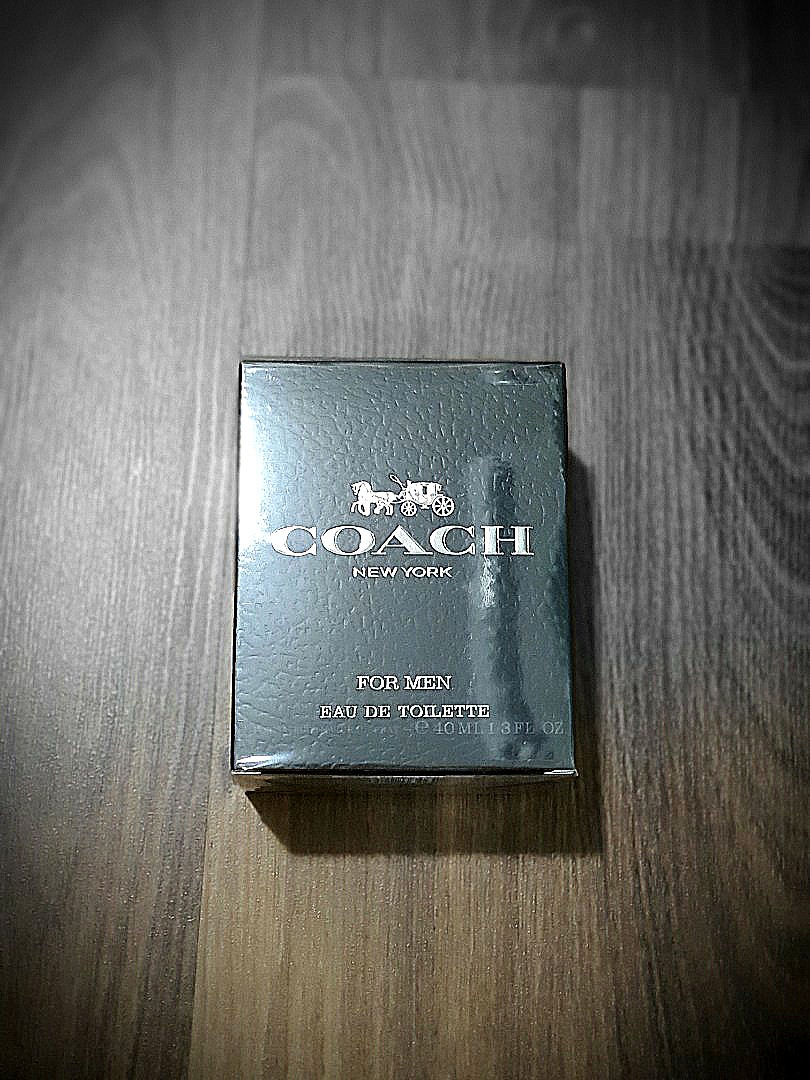 COACH
NEW YORK
FOR MEN
EAU DE TOILETTE
℮ 40 ML 1.3 FL OZ